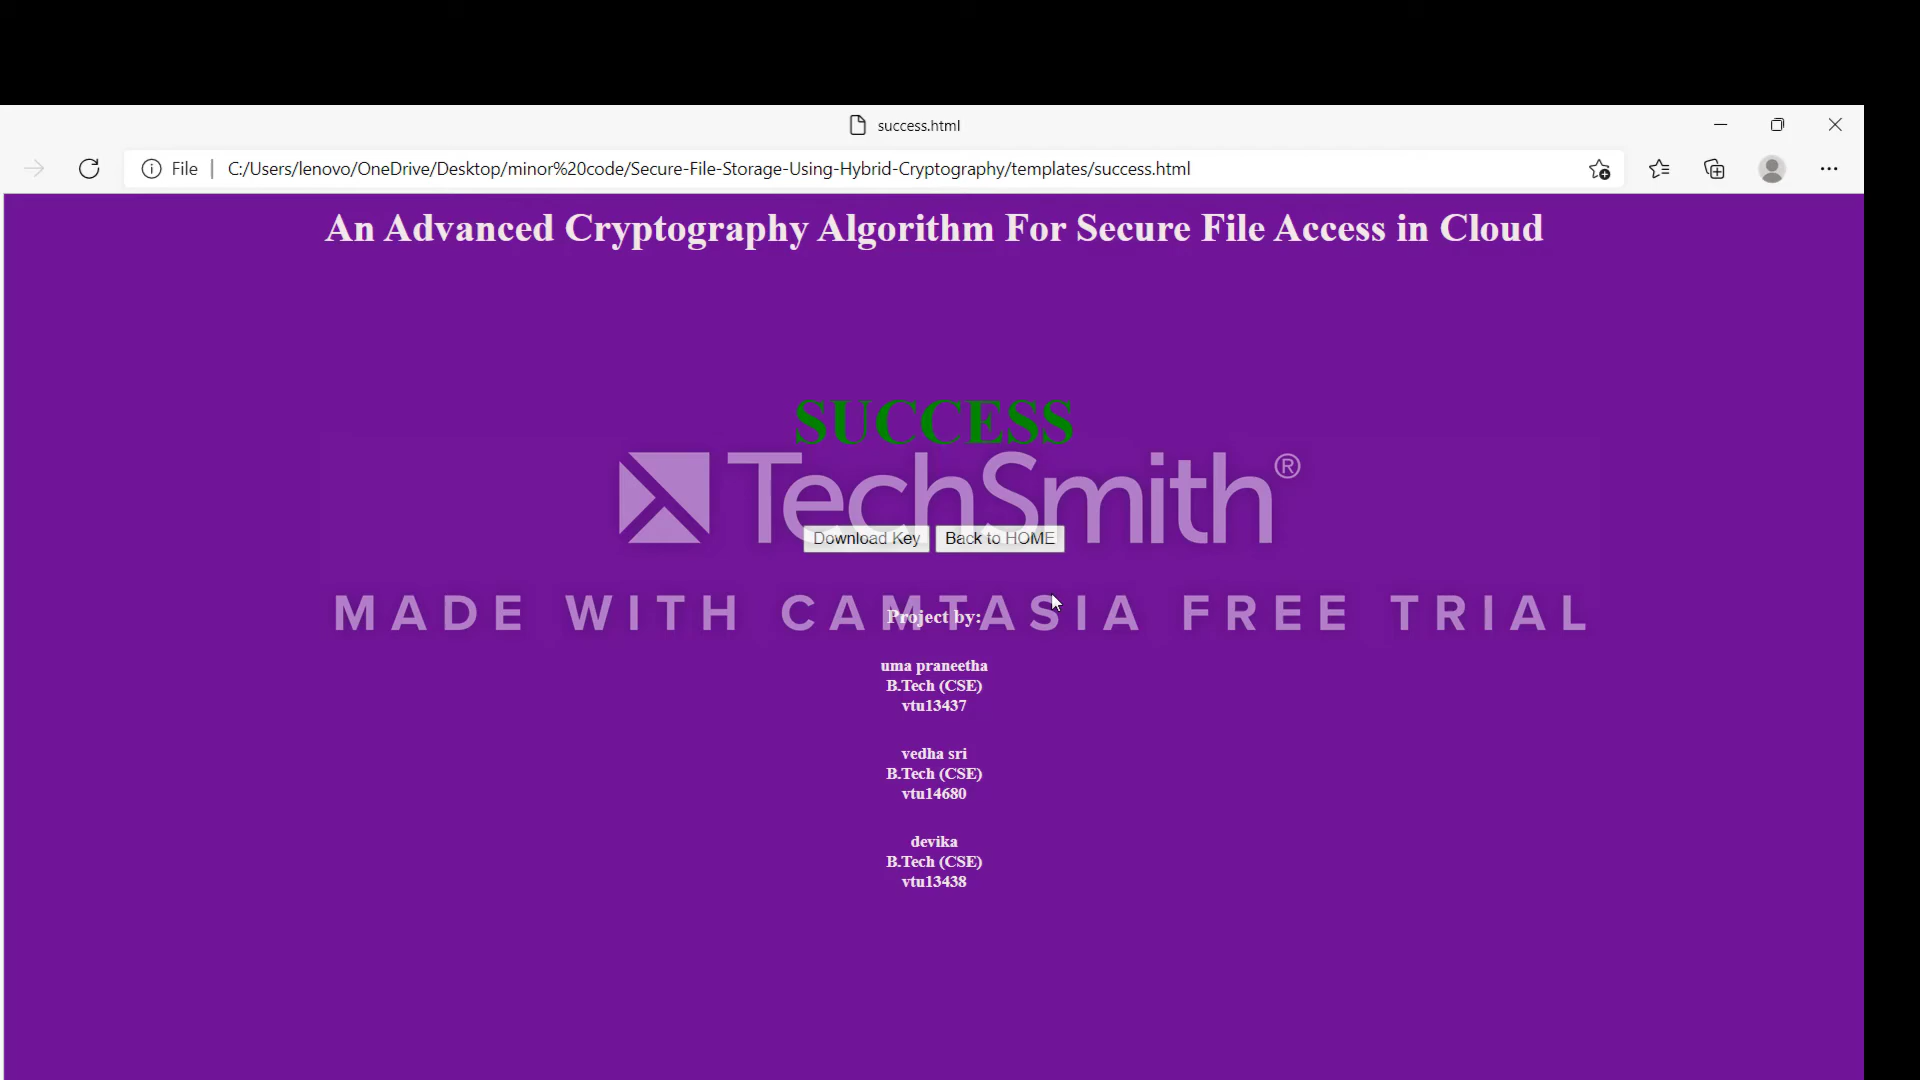 success.html
File
C:/Users/lenovo/OneDrive/Desktop/minor%20code/Secure-File-Storage-Using-Hybrid-Cryptography/templates/success.html
An Advanced Cryptography Algorithm For Secure File Access in Cloud
SUCCESS
TechSmith®
Download Key Back to HOME
MADE WITH CAMTASIA FREE TRIAL
Project by:
uma praneetha
B.Tech (CSE)
vtu13437
vedha sri
B.Tech (CSE)
vtu14680
devika
B.Tech (CSE)
vtu13438